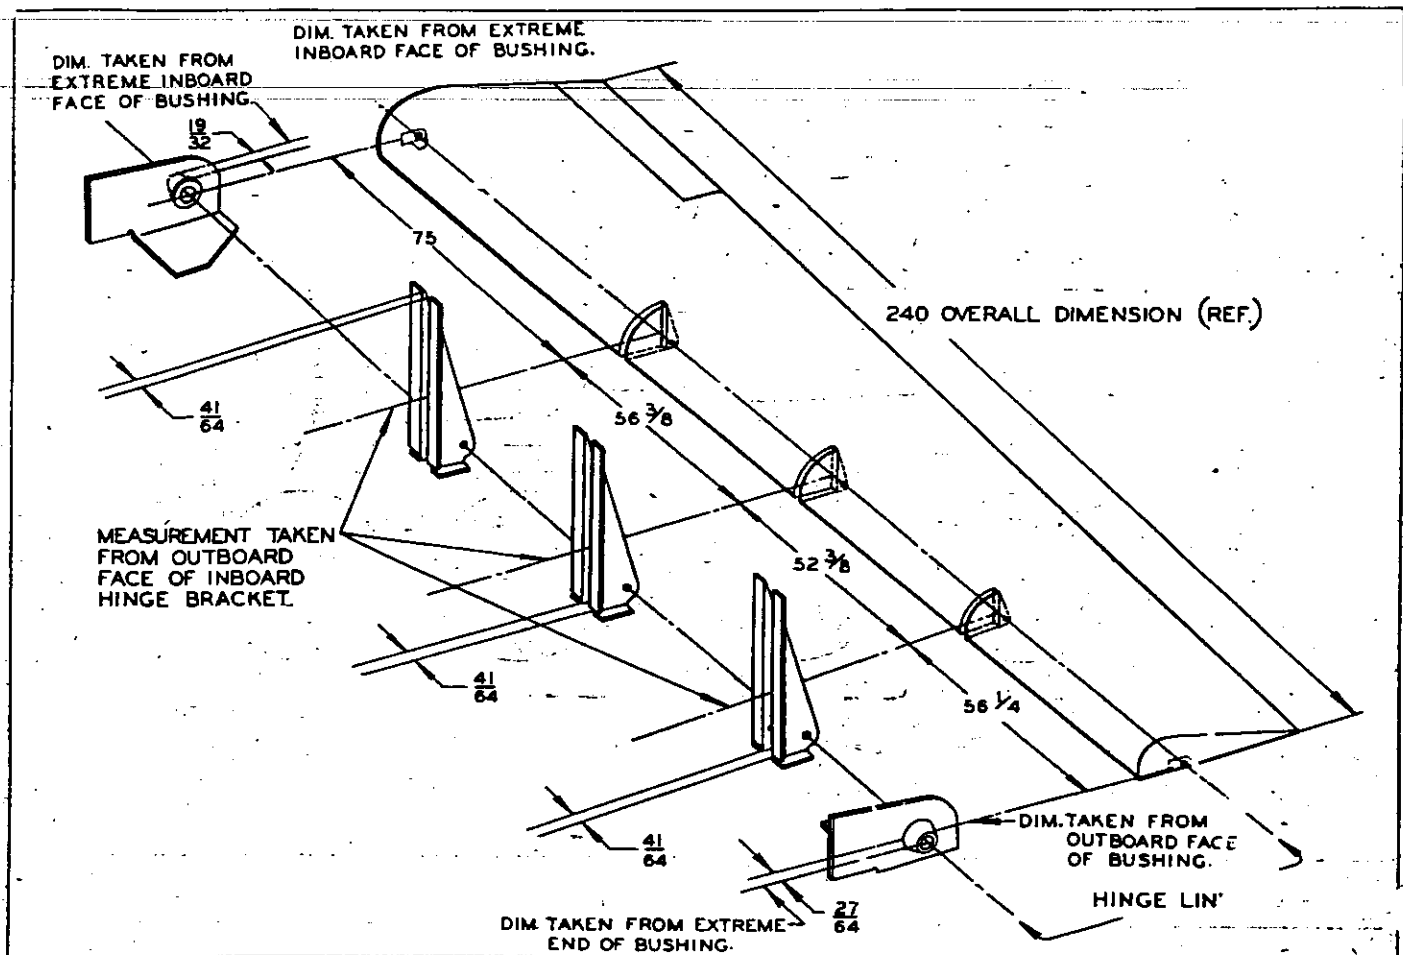 DIM. TAKEN FROM EXTREME
INBOARD FACE OF BUSHING.
DIM. TAKEN FROM
EXTREME INBOARD
FACE OF BUSHING
19
32
75
240 OVERALL DIMENSION (REF.)
41
64
56 3/8
MEASUREMENT TAKEN
FROM OUTBOARD
FACE OF INBOARD
HINGE BRACKET.
52 3/8
41
64
56 1/4
41
64
DIM. TAKEN FROM
OUTBOARD FACE
OF BUSHING.
HINGE LIN
27
64
DIM. TAKEN FROM EXTREME
END OF BUSHING.